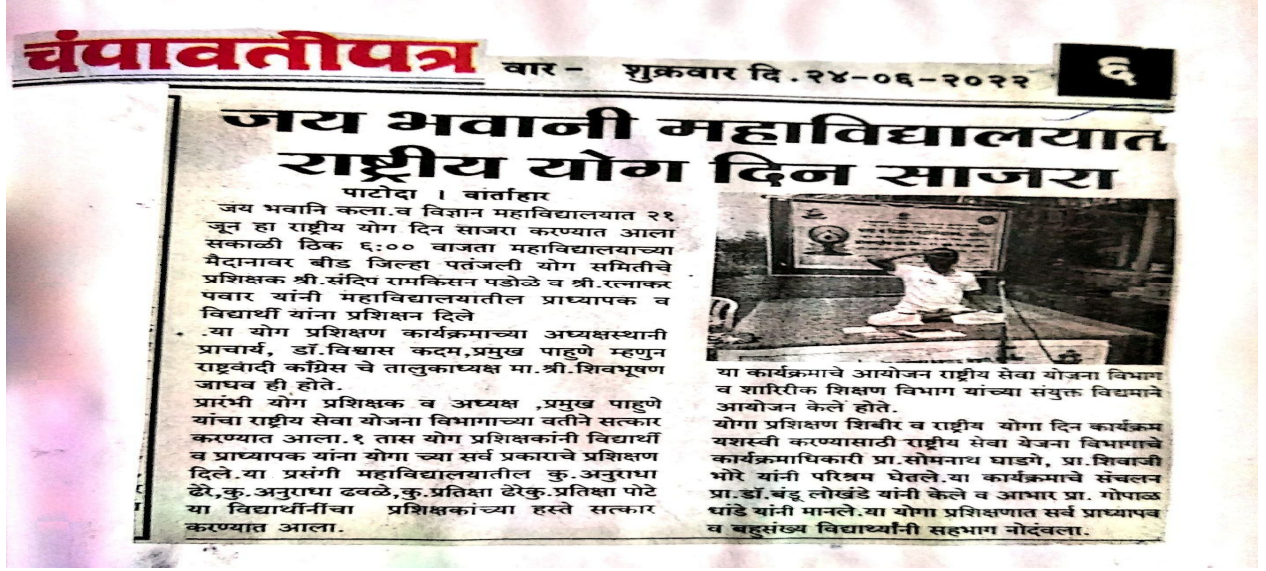 चंपावतीपत्र
वार - शुक्रवार दि .२४-०६-२०२२
६
जय भवानी महाविद्यालयात
राष्ट्रीय योग दिन साजरा
पाटोदा । वार्ताहार
जय भवानि कला.व विज्ञान महाविद्यालयात २१
जून हा राष्ट्रीय योग दिन साजरा करण्यात आला
सकाळी ठिक ६:०० वाजता महाविद्यालयाच्या
मैदानावर बीड जिल्हा पतंजली योग समितीचे
प्रशिक्षक श्री.संदिप रामकिसन पडोळे व श्री.रत्नाकर
पवार यांनी महाविद्यालयातील प्राध्यापक व
विद्यार्थी यांना प्रशिक्षन दिले
.या योग प्रशिक्षण कार्यक्रमाच्या अध्यक्षस्थानी
प्राचार्य, डॉ.विश्वास कदम,प्रमुख पाहुणे म्हणुन
राष्ट्रवादी काँग्रेस चे तालुकाध्यक्ष मा.श्री.शिवभूषण
जाधव ही होते.
प्रारंभी योग प्रशिक्षक व अध्यक्ष ,प्रमुख पाहुणे
यांचा राष्ट्रीय सेवा योजना विभागाच्या वतीने सत्कार
करण्यात आला.१ तास योग प्रशिक्षकांनी विद्यार्थी
व प्राध्यापक यांना योगा च्या सर्व प्रकाराचे प्रशिक्षण
दिले.या प्रसंगी महाविद्यालयातील कु.अनुराधा
ढेरे,कु.अनुराधा ढवळे,कु.प्रतिक्षा ढेरेकु.प्रतिक्षा पोटे
या विद्यार्थीनींचा प्रशिक्षकांच्या हस्ते सत्कार
करण्यात आला.
या कार्यक्रमाचे आयोजन राष्ट्रीय सेवा योजना विभाग
व शारिरीक शिक्षण विभाग यांच्या संयुक्त विद्यमाने
आयोजन केले होते.
योगा प्रशिक्षण शिबीर व राष्ट्रीय योगा दिन कार्यक्रम
यशस्वी करण्यासाठी राष्ट्रीय सेवा येजना विभागाचे
कार्यक्रमाधिकारी प्रा.सोमनाथ घाडगे, प्रा.शिवाजी
भोरे यांनी परिश्रम घेतले.या कार्यक्रमाचे संचलन
प्रा.डॉ.बंडू लोखंडे यांनी केले व आभार प्रा. गोपाळ
धांडे यांनी मानले.या योगा प्रशिक्षणात सर्व प्राध्यापव
व बहुसंख्य विद्यार्थ्यांनी सहभाग नोदंवला.